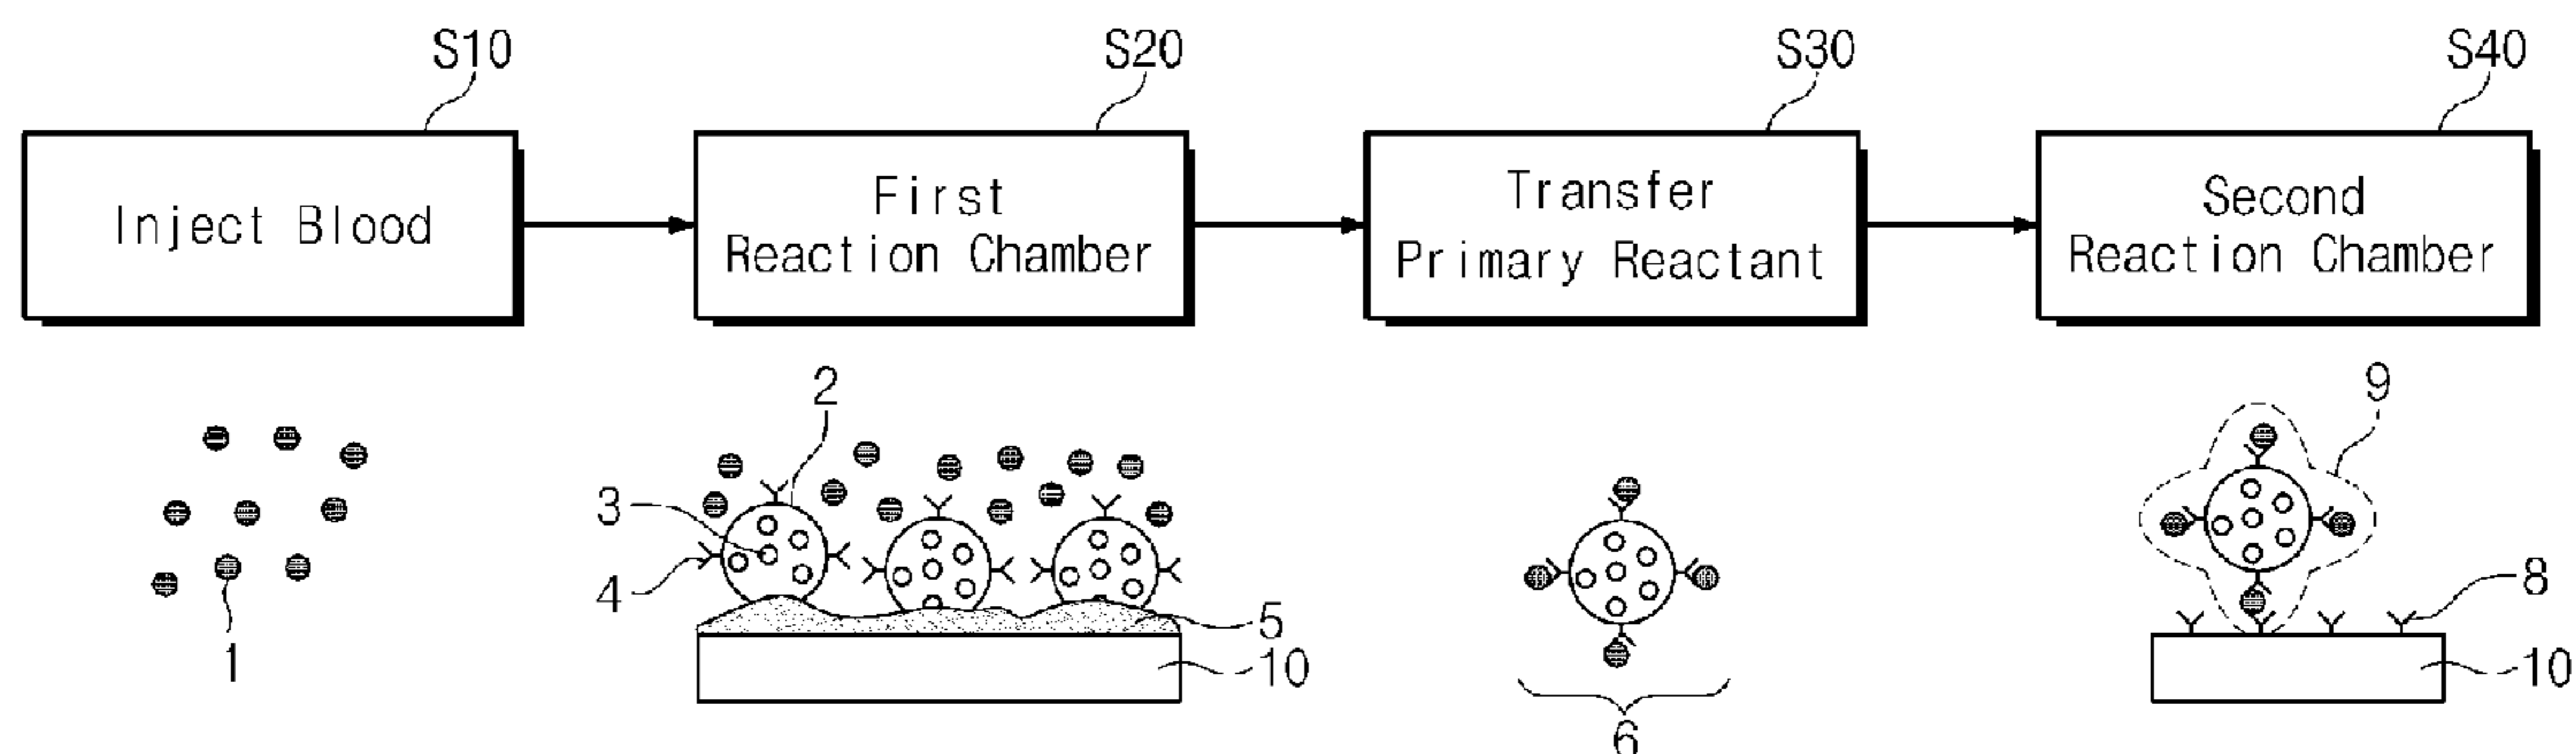 S10
S20
S30
S40
Inject Blood
First
Reaction Chamber
Transfer
Primary Reactant
Second
Reaction Chamber
2
9
3
4
8
5
1
10
10
6